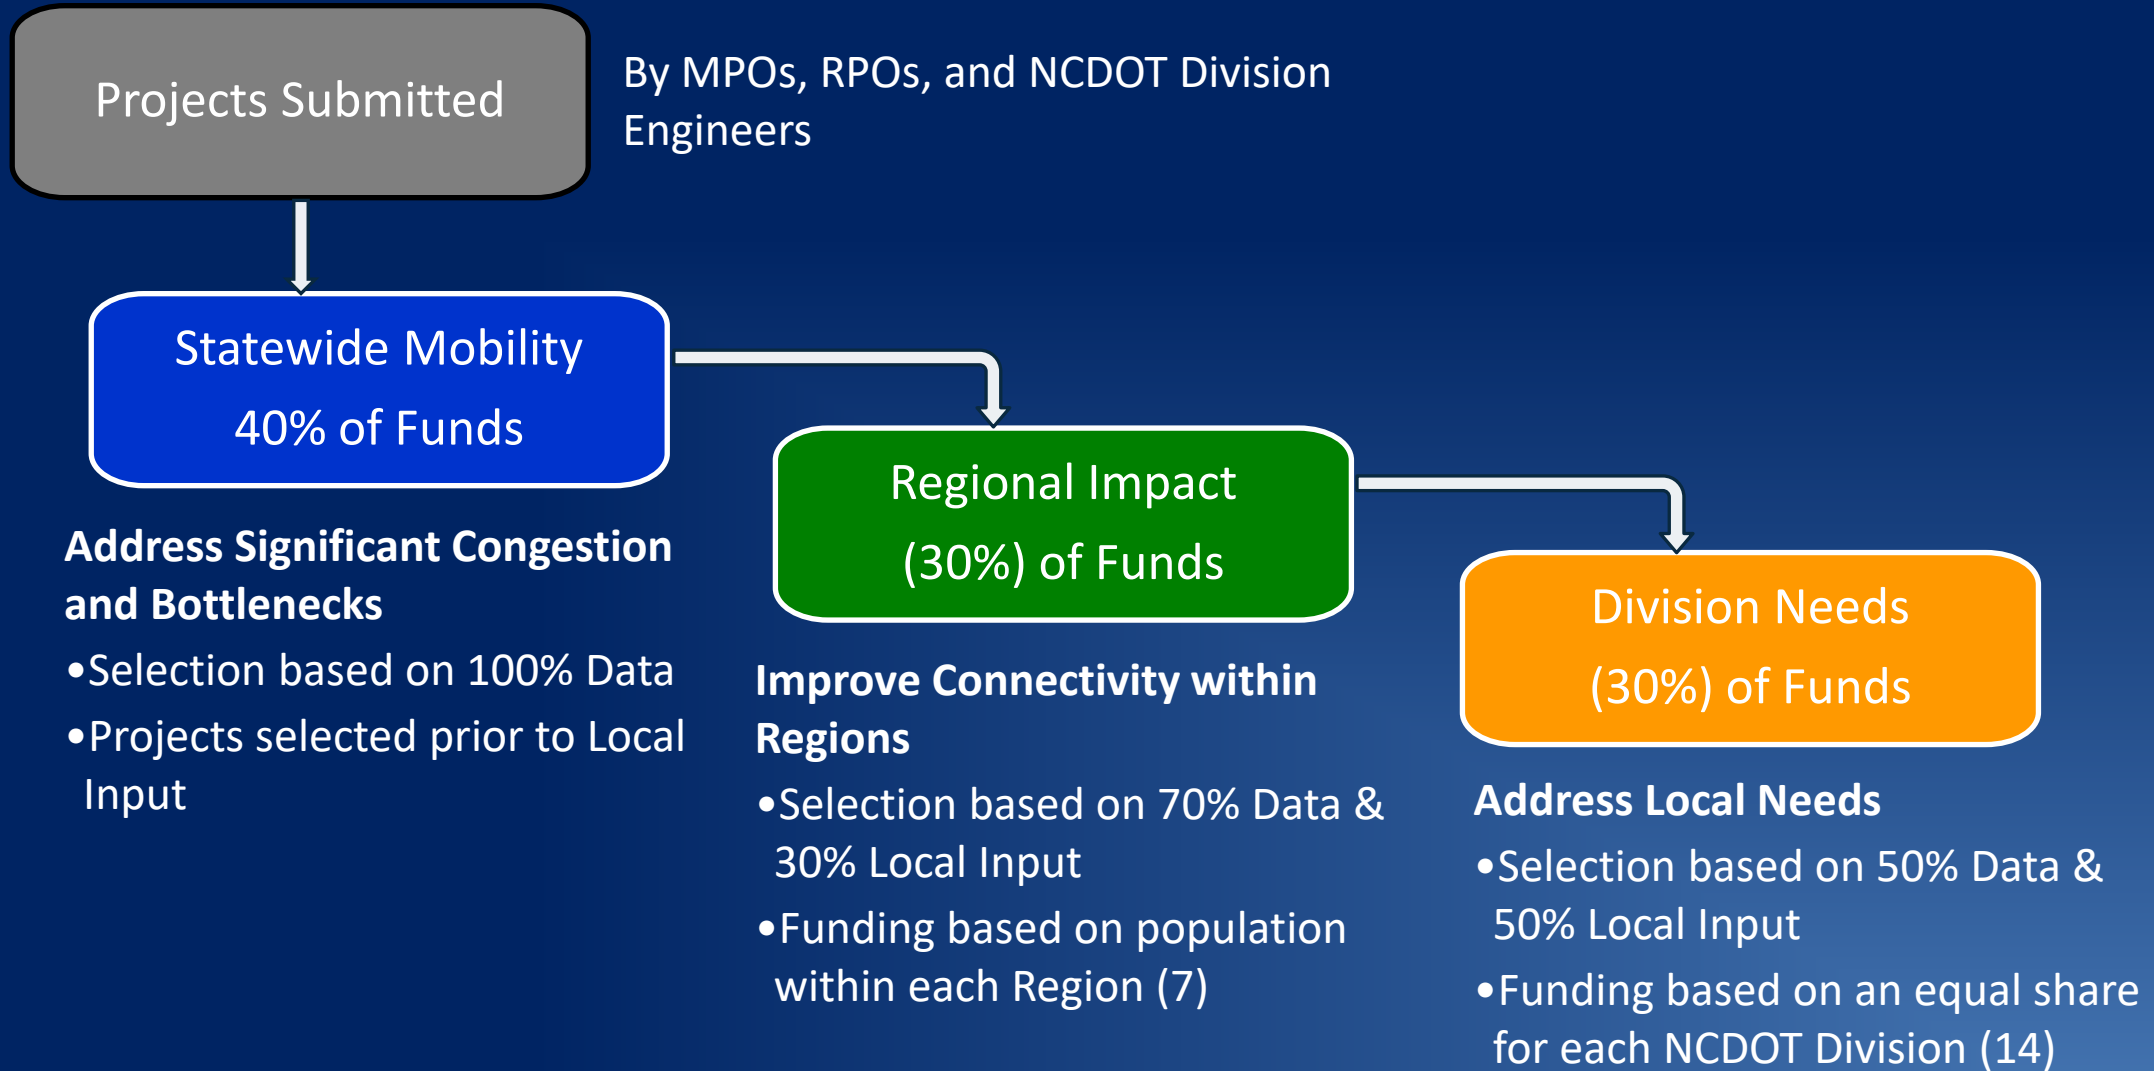 Projects Submitted
By MPOs, RPOs, and NCDOT Division
Engineers
Statewide Mobility
40% of Funds
Address Significant Congestion
and Bottlenecks
•Selection based on 100% Data
•Projects selected prior to Local
Input
Regional Impact
(30%) of Funds
Improve Connectivity within
Regions
•Selection based on 70% Data &
30% Local Input
•Funding based on population
within each Region (7)
Division Needs
(30%) of Funds
Address Local Needs
•Selection based on 50% Data &
50% Local Input
•Funding based on an equal share
for each NCDOT Division (14)